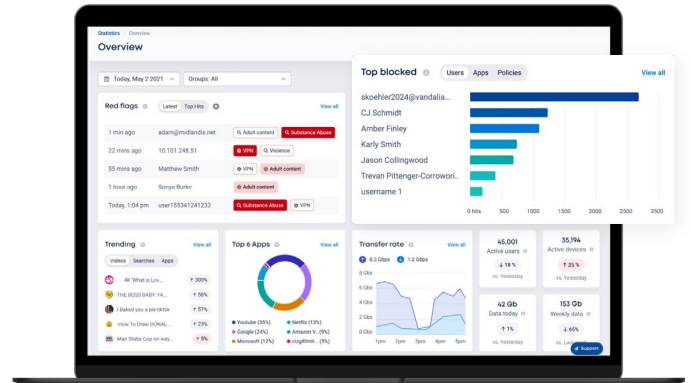 Statistics > Overview
Overview
Today, May 2 2021
Groups: All
Red flags
Latest
Top Hits
View all
1 min ago adam@midlandis.net Adult content Substance Abuse
22 mins ago 10.101.248.51 VPN Violence
55 mins ago Matthew Smith VPN Adult content
1 hour ago Sonya Burke Adult content
Today, 1:04 pm user155341241233 Substance Abuse VPN
Top blocked
Users
Apps
Policies
View all
skoehler2024@vandalia...
CJ Schmidt
Amber Finley
Karly Smith
Jason Collingwood
Trevan Pittenger-Corrowori..
username 1
0 hits 500 1000 1500 2000 2500 3500
Trending
View all
Videos
Searches
Apps
4K 'What is Lov... ↑ 300%
THE BOSS BABY: FA... ↑ 58%
I Baked you a pie tiktok ↑ 57%
How To Draw DONAL... ↑ 23%
Man Stabs Cop on way... ↑ 5%
Top 6 Apps
View all
Youtube (35%) Netflix (13%)
Google (24%) Amazon V.. (9%)
Microsoft (12%)
Transfer rate
View all
8.3 Gbps 1.2 Gbps
8 Gbs
6 Gbs
4 Gbs
2 Gbs
0 Gbs
1pm 2pm 3pm 4pm 5pm
45,001
Active users
↓ 18 %
vs. Yesterday
35,194
Active devices
↑ 25 %
vs. Yesterday
42 Gb
Data today
↑ 1%
vs. Yesterday
153 Gb
Weekly data
↓ 65%
vs. Last
Support